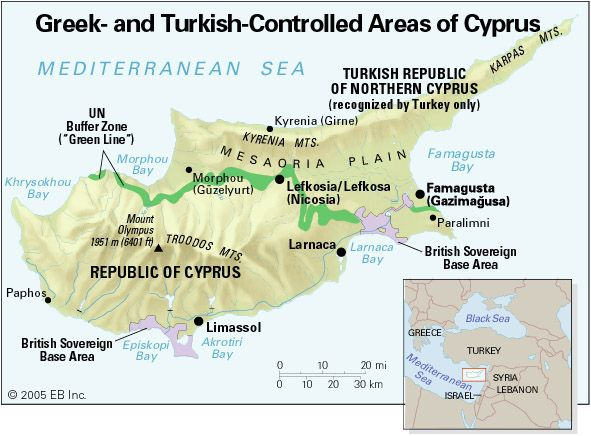 Greek- and Turkish-Controlled Areas of Cyprus
MEDITERRANEAN SEA
KARPAS MTS.
TURKISH REPUBLIC
OF NORTHERN CYPRUS
(recognized by Turkey only)
UN
Buffer Zone
("Green Line")
Kyrenia (Girne)
KYRENIA MTS.
MESAORIA PLAIN
Morphou
Bay
Famagusta
Bay
Khrysokhou
Bay
Morphou
(Güzelyurt)
Lefkosia/Lefkosa
(Nicosia)
Famagusta
(Gazimağusa)
Paralimni
Mount
Olympus
1951 m (6401 ft)
TROODOS MTS.
Larnaca
Larnaca
Bay
British Sovereign
Base Area
REPUBLIC OF CYPRUS
Paphos
Limassol
British Sovereign
Base Area
Episkopi
Bay
Akrotiri
Bay
0 10 20 mi
0 10 20 30 km
© 2005 EB Inc.
Black Sea
GREECE
TURKEY
Mediterranean
Sea
SYRIA
LEBANON
ISRAEL